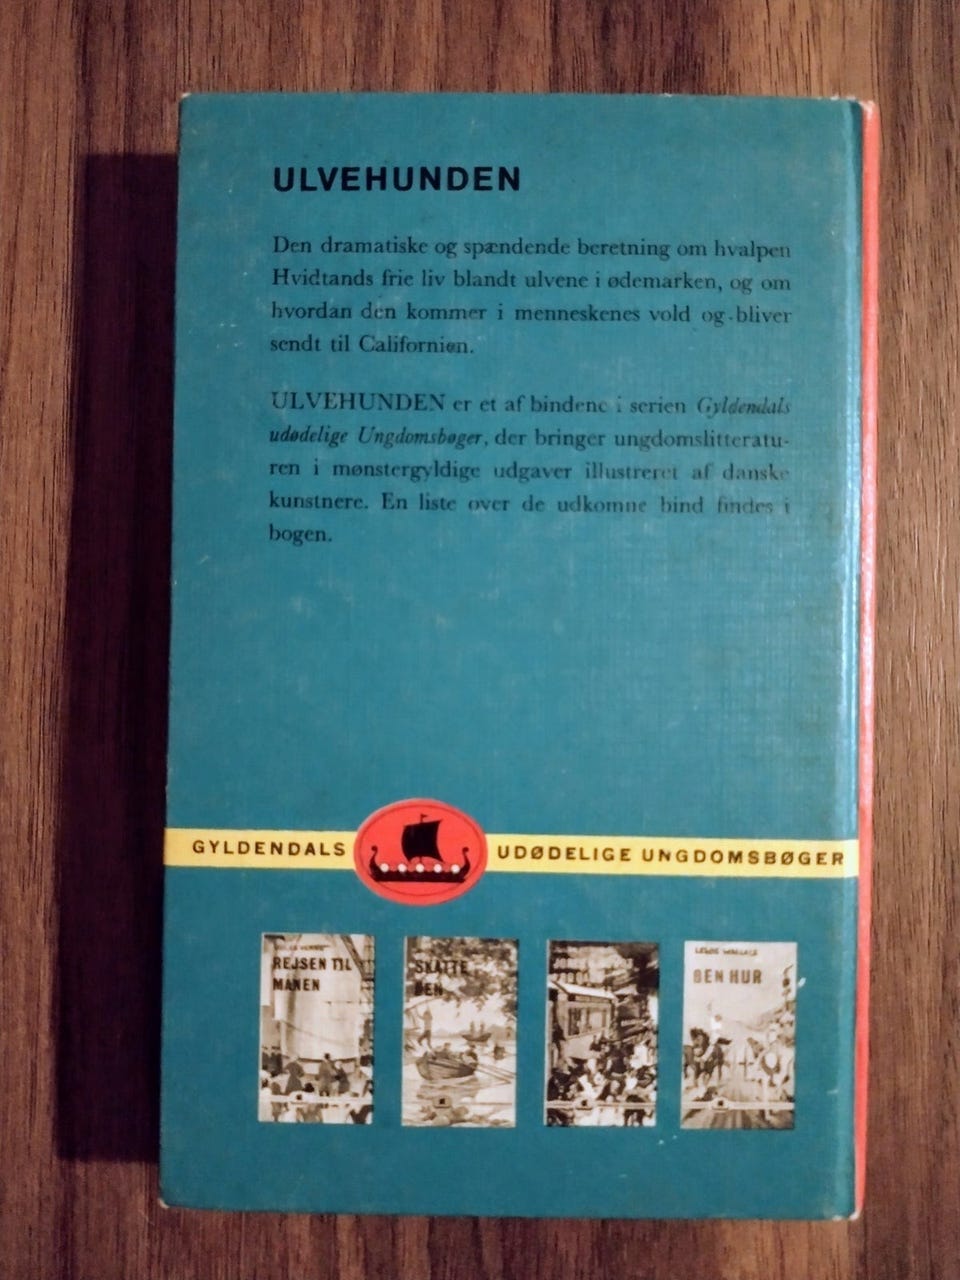 ULVEHUNDEN
Den dramatiske og spændende beretning om hvalpen
Hvidtands frie liv blandt ulvene i ødemarken, og om
hvordan den kommer i menneskenes vold og bliver
sendt til Californien.
ULVEHUNDEN er et af bindene i serien Gyldendals
udødelige Ungdomsbøger, der bringer ungdomslitteratu-
ren i mønstergyldige udgaver illustreret af danske
kunstnere. En liste over de udkomne bind findes i
bogen.
GYLDENDALS UDØDELIGE UNGDOMSBØGER
REJSEN TIL
MÅNEN
SKATTE
ØEN
LEWIS WALLACE
BEN HUR